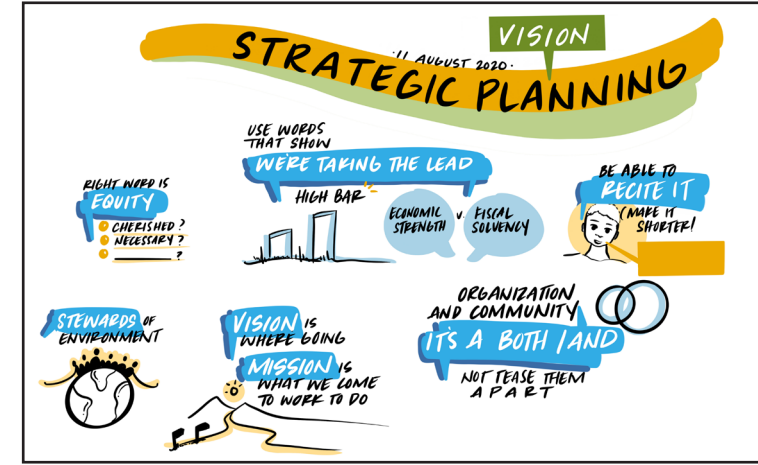 VISION
11 AUGUST 2020.
STRATEGIC PLANNING
USE WORDS
THAT SHOW
WE'RE TAKING THE LEAD
HIGH BAR
ECONOMIC
STRENGTH
V.
FISCAL
SOLVENCY
RIGHT WORD IS
EQUITY
CHERISHED ?
NECESSARY ?
?
BE ABLE TO
RECITE IT
(MAKE IT
SHORTER!
STEWARDS OF
ENVIRONMENT
VISION IS
WHERE GOING
MISSION IS
WHAT WE COME
TO WORK TO DO
ORGANIZATION
AND COMMUNITY
IT'S A BOTH/AND
NOT TEASE THEM
APART